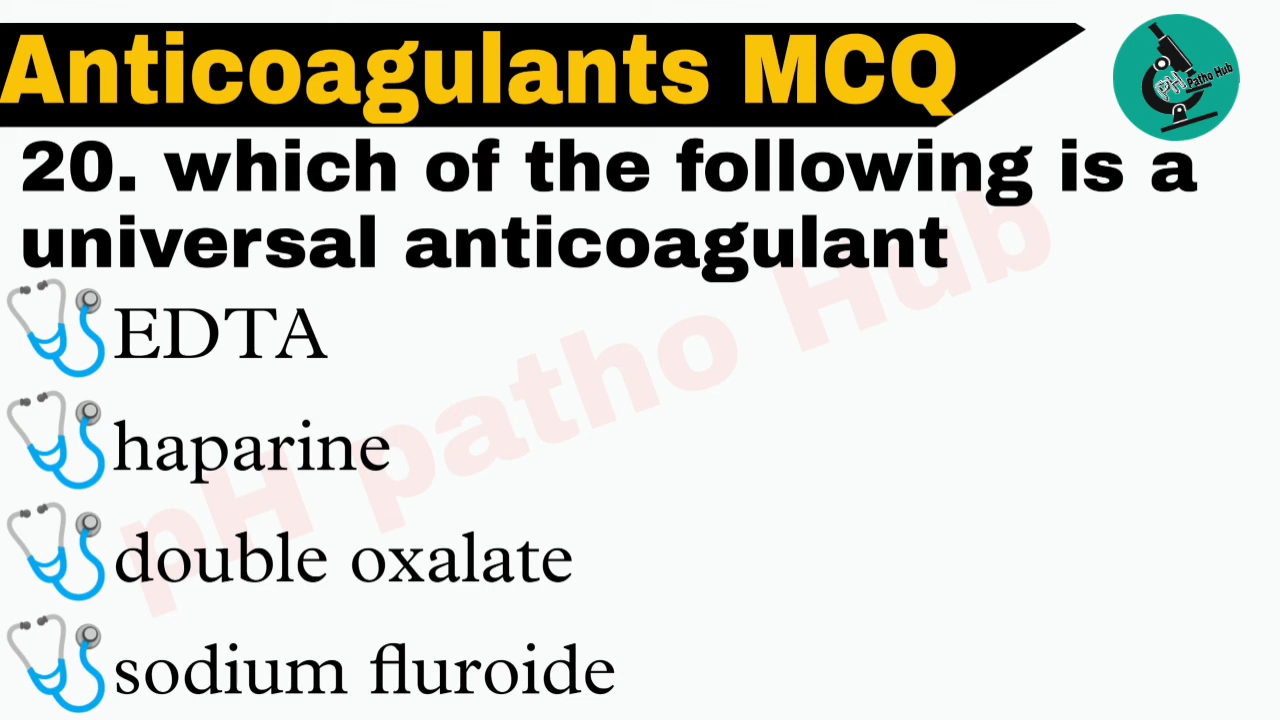 Anticoagulants MCQ
PH Patho Hub
20. which of the following is a
universal anticoagulant
EDTA
haparine
double oxalate
sodium fluroide
pH patho Hub